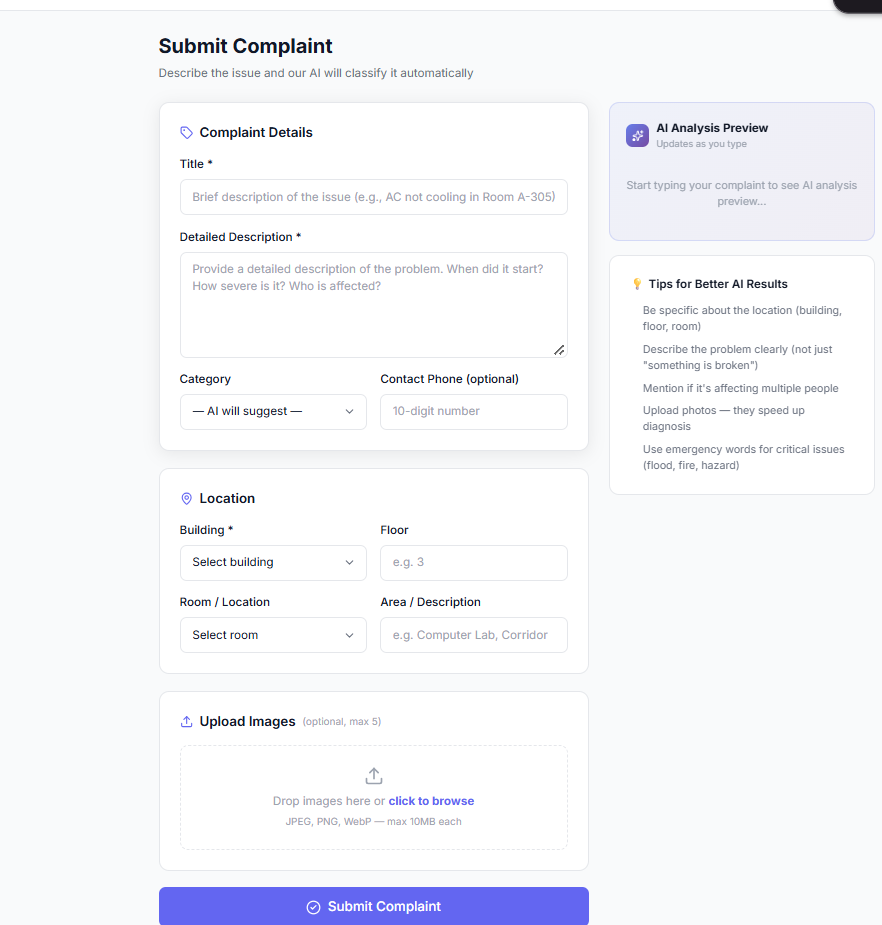 Submit Complaint
Describe the issue and our AI will classify it automatically
Complaint Details
Title *
Brief description of the issue (e.g., AC not cooling in Room A-305)
Detailed Description *
Provide a detailed description of the problem. When did it start?
How severe is it? Who is affected?
Category
Contact Phone (optional)
— AI will suggest —
10-digit number
Location
Building *
Floor
Select building
e.g. 3
Room / Location
Area / Description
Select room
e.g. Computer Lab, Corridor
Upload Images (optional, max 5)
Drop images here or click to browse
JPEG, PNG, WebP — max 10MB each
Submit Complaint
AI Analysis Preview
Updates as you type
Start typing your complaint to see AI analysis
preview...
Tips for Better AI Results
Be specific about the location (building,
floor, room)
Describe the problem clearly (not just
"something is broken")
Mention if it's affecting multiple people
Upload photos — they speed up
diagnosis
Use emergency words for critical issues
(flood, fire, hazard)